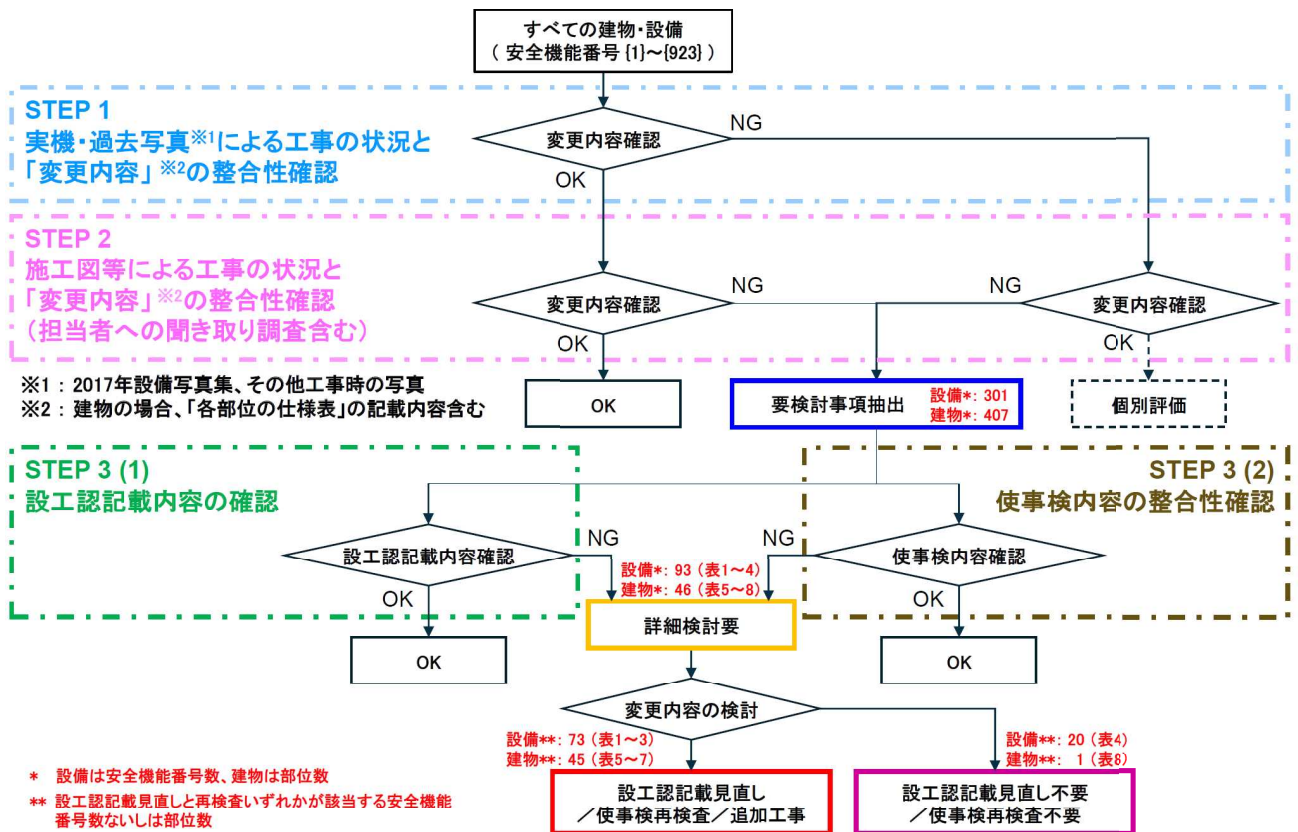 すべての建物・設備
( 安全機能番号 {1}~{923} )
STEP 1
実機・過去写真※1による工事の状況と
「変更内容」※2の整合性確認
変更内容確認
NG
OK
STEP 2
施工図等による工事の状況と
「変更内容」※2の整合性確認
(担当者への聞き取り調査含む)
変更内容確認
NG
NG
変更内容確認
OK
OK
※1:2017年設備写真集、その他工事時の写真
※2:建物の場合、「各部位の仕様表」の記載内容含む
OK
要検討事項抽出
設備*: 301
建物*: 407
個別評価
STEP 3 (1)
設工認記載内容の確認
STEP 3 (2)
使事検内容の整合性確認
設工認記載内容確認
NG
NG
使事検内容確認
設備*: 93 (表1~4)
建物*: 46 (表5~8)
OK
OK
詳細検討要
OK
OK
変更内容の検討
設備**: 73 (表1~3)
建物**: 45 (表5~7)
設備**: 20 (表4)
建物**: 1 (表8)
設工認記載見直し
/使事検再検査/追加工事
設工認記載見直し不要
/使事検再検査不要
* 設備は安全機能番号数、建物は部位数
** 設工認記載見直しと再検査いずれかが該当する安全機能
番号数ないしは部位数